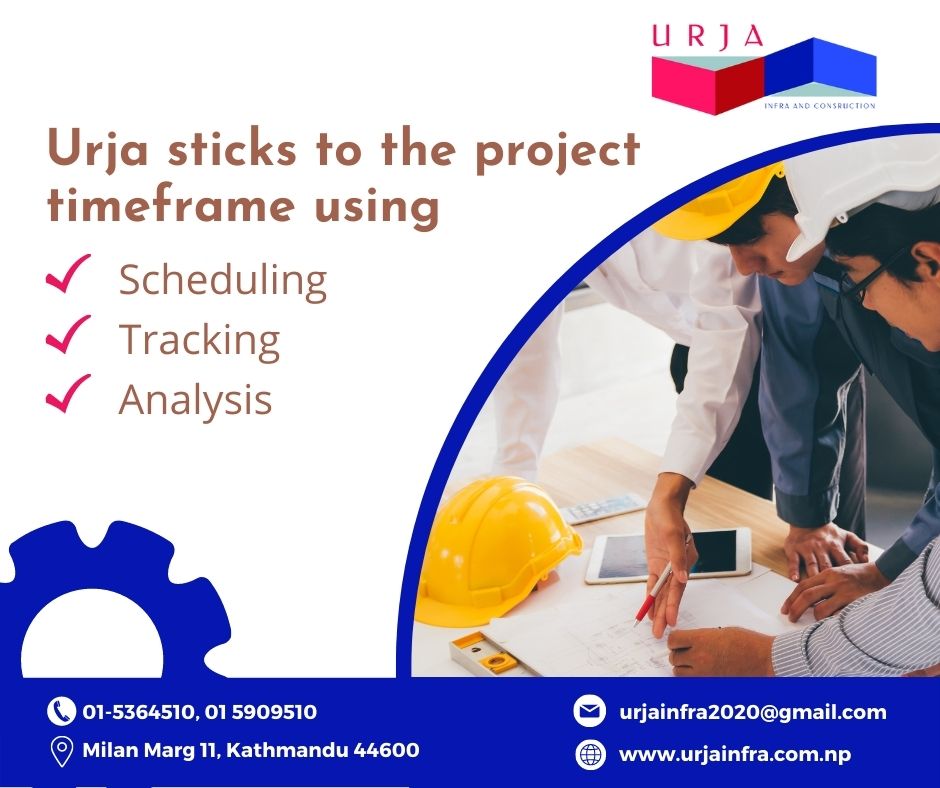 URJA
INFRA AND CONSRUCTION
Urja sticks to the project
timeframe using
Scheduling
Tracking
Analysis
01-5364510, 01 5909510
Milan Marg 11, Kathmandu 44600
urjainfra2020@gmail.com
www.urjainfra.com.np